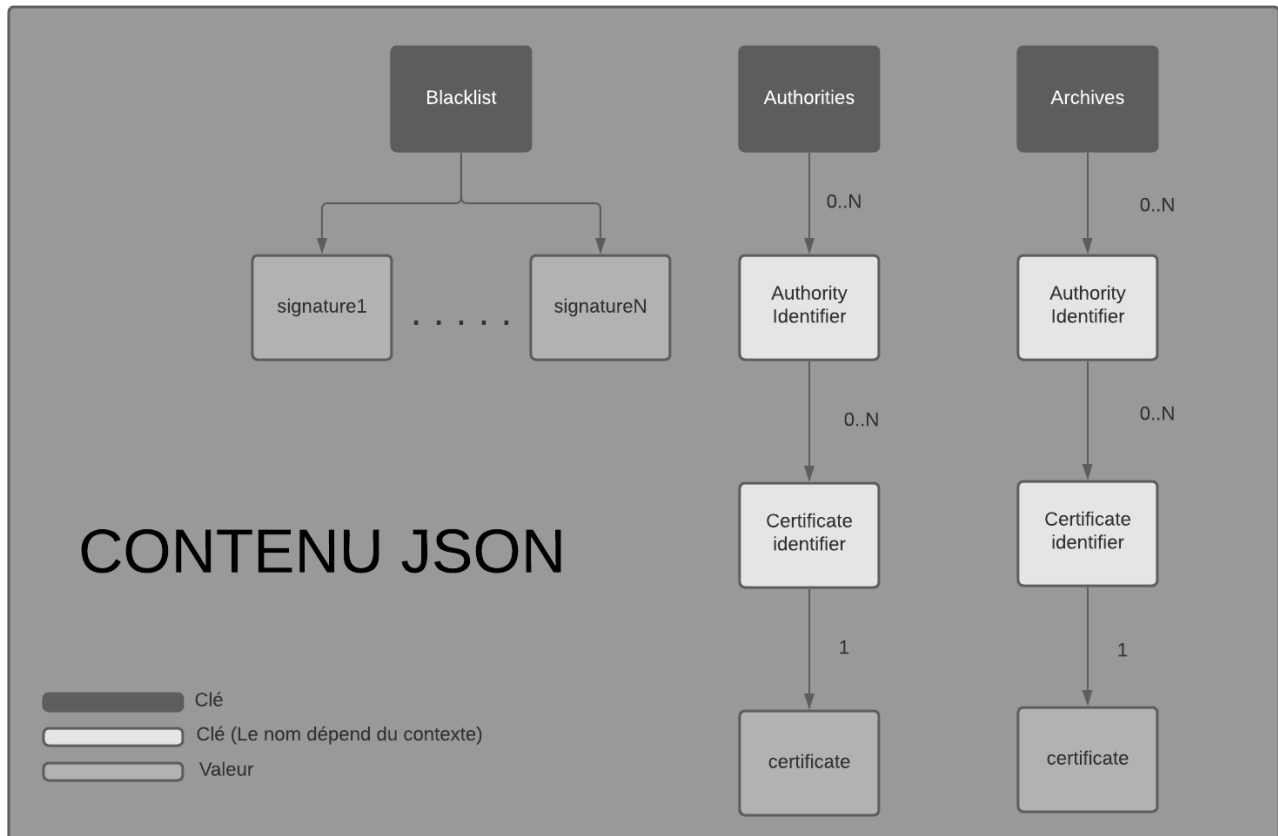 Blacklist
Authorities
Archives
0..N
0..N
signature1
. . . . .
signatureN
Authority
Identifier
Authority
Identifier
0..N
0..N
Certificate
identifier
Certificate
identifier
CONTENU JSON
1
1
Clé
Clé (Le nom dépend du contexte)
Valeur
certificate
certificate